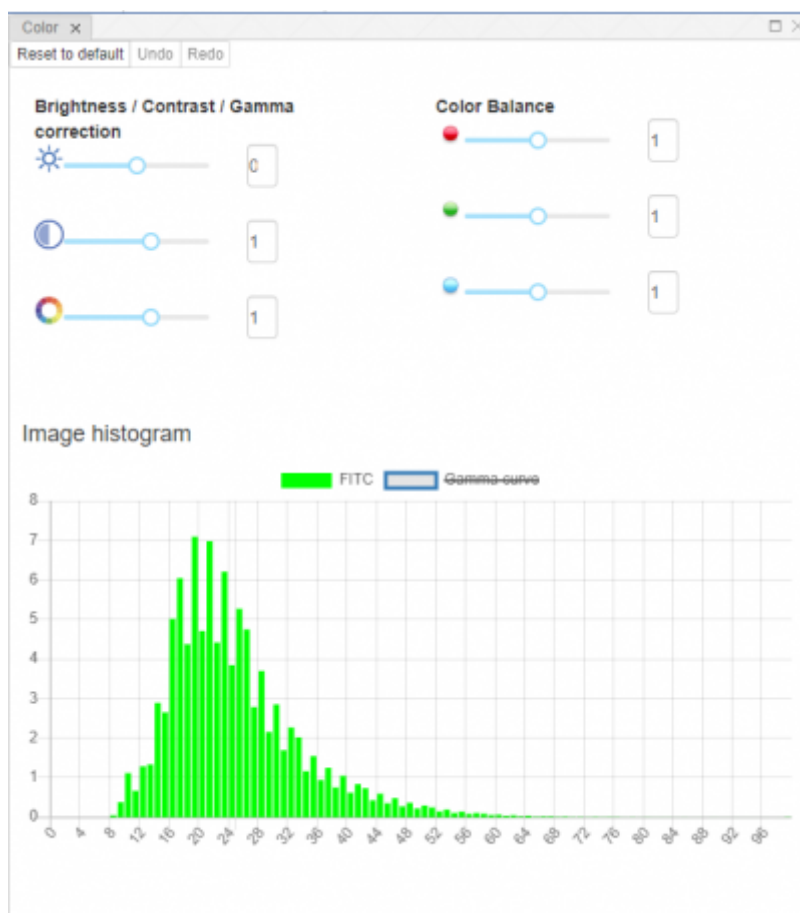 Color ×
Reset to default Undo Redo
Brightness / Contrast / Gamma
correction
0
1
1
Color Balance
1
1
1
Image histogram
FITC Gamma curve
8
7
6
5
4
3
2
1
0
0 4 8 12 16 20 24 28 32 36 40 44 48 52 56 60 64 68 72 76 80 84 88 92 96